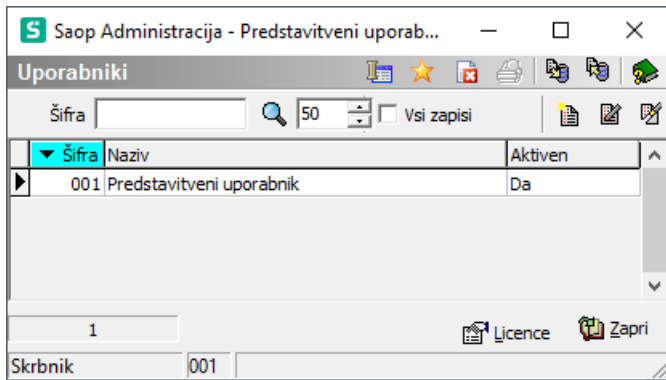 S Saop Administracija - Predstavitveni uporab...
Uporabniki
Šifra 50 Vsi zapisi
Šifra Naziv Aktiven
001 Predstavitveni uporabnik Da
1 Licence Zapri
Skrbnik 001